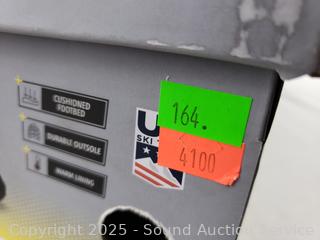 CUSHIONED
FOOTBED
DURABLE OUTSOLE
WARM LINING
U
SKI
164.
4100
Copyright 2025 - Sound Auction Service